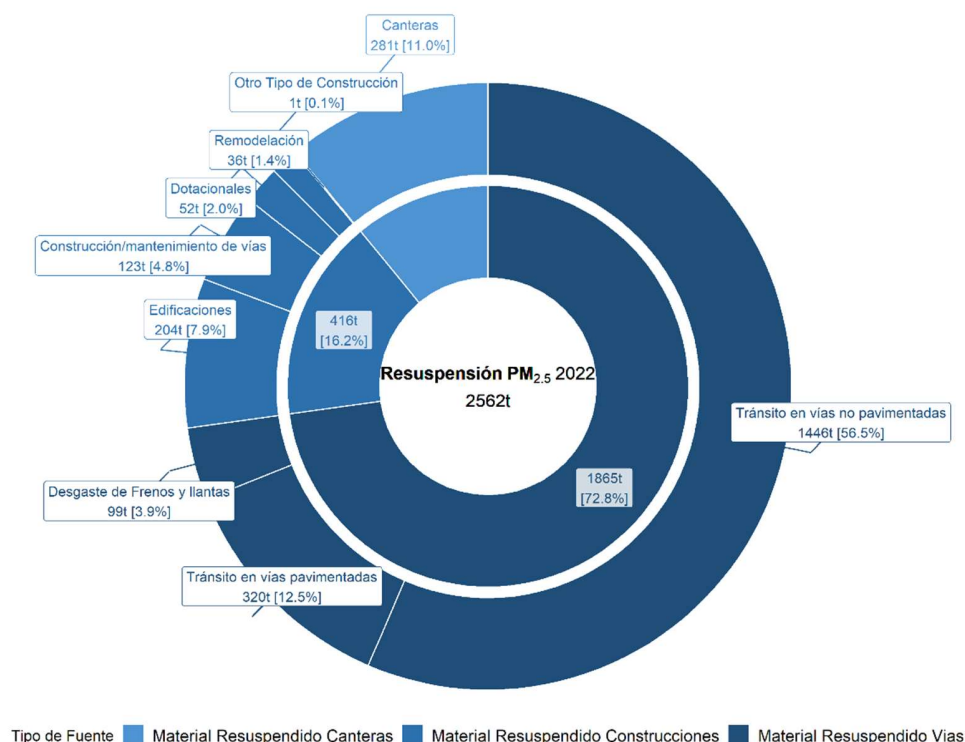 Canteras
281t [11.0%]
Otro Tipo de Construcción
1t [0.1%]
Remodelación
36t [1.4%]
Dotacionales
52t [2.0%]
Construcción/mantenimiento de vías
123t [4.8%]
Edificaciones
204t [7.9%]
416t
[16.2%]
Resuspensión PM2.5 2022
2562t
Tránsito en vías no pavimentadas
1446t [56.5%]
1865t
[72.8%]
Desgaste de Frenos y llantas
99t [3.9%]
Tránsito en vías pavimentadas
320t [12.5%]
Tipo de Fuente Material Resuspendido Canteras Material Resuspendido Construcciones Material Resuspendido Vias